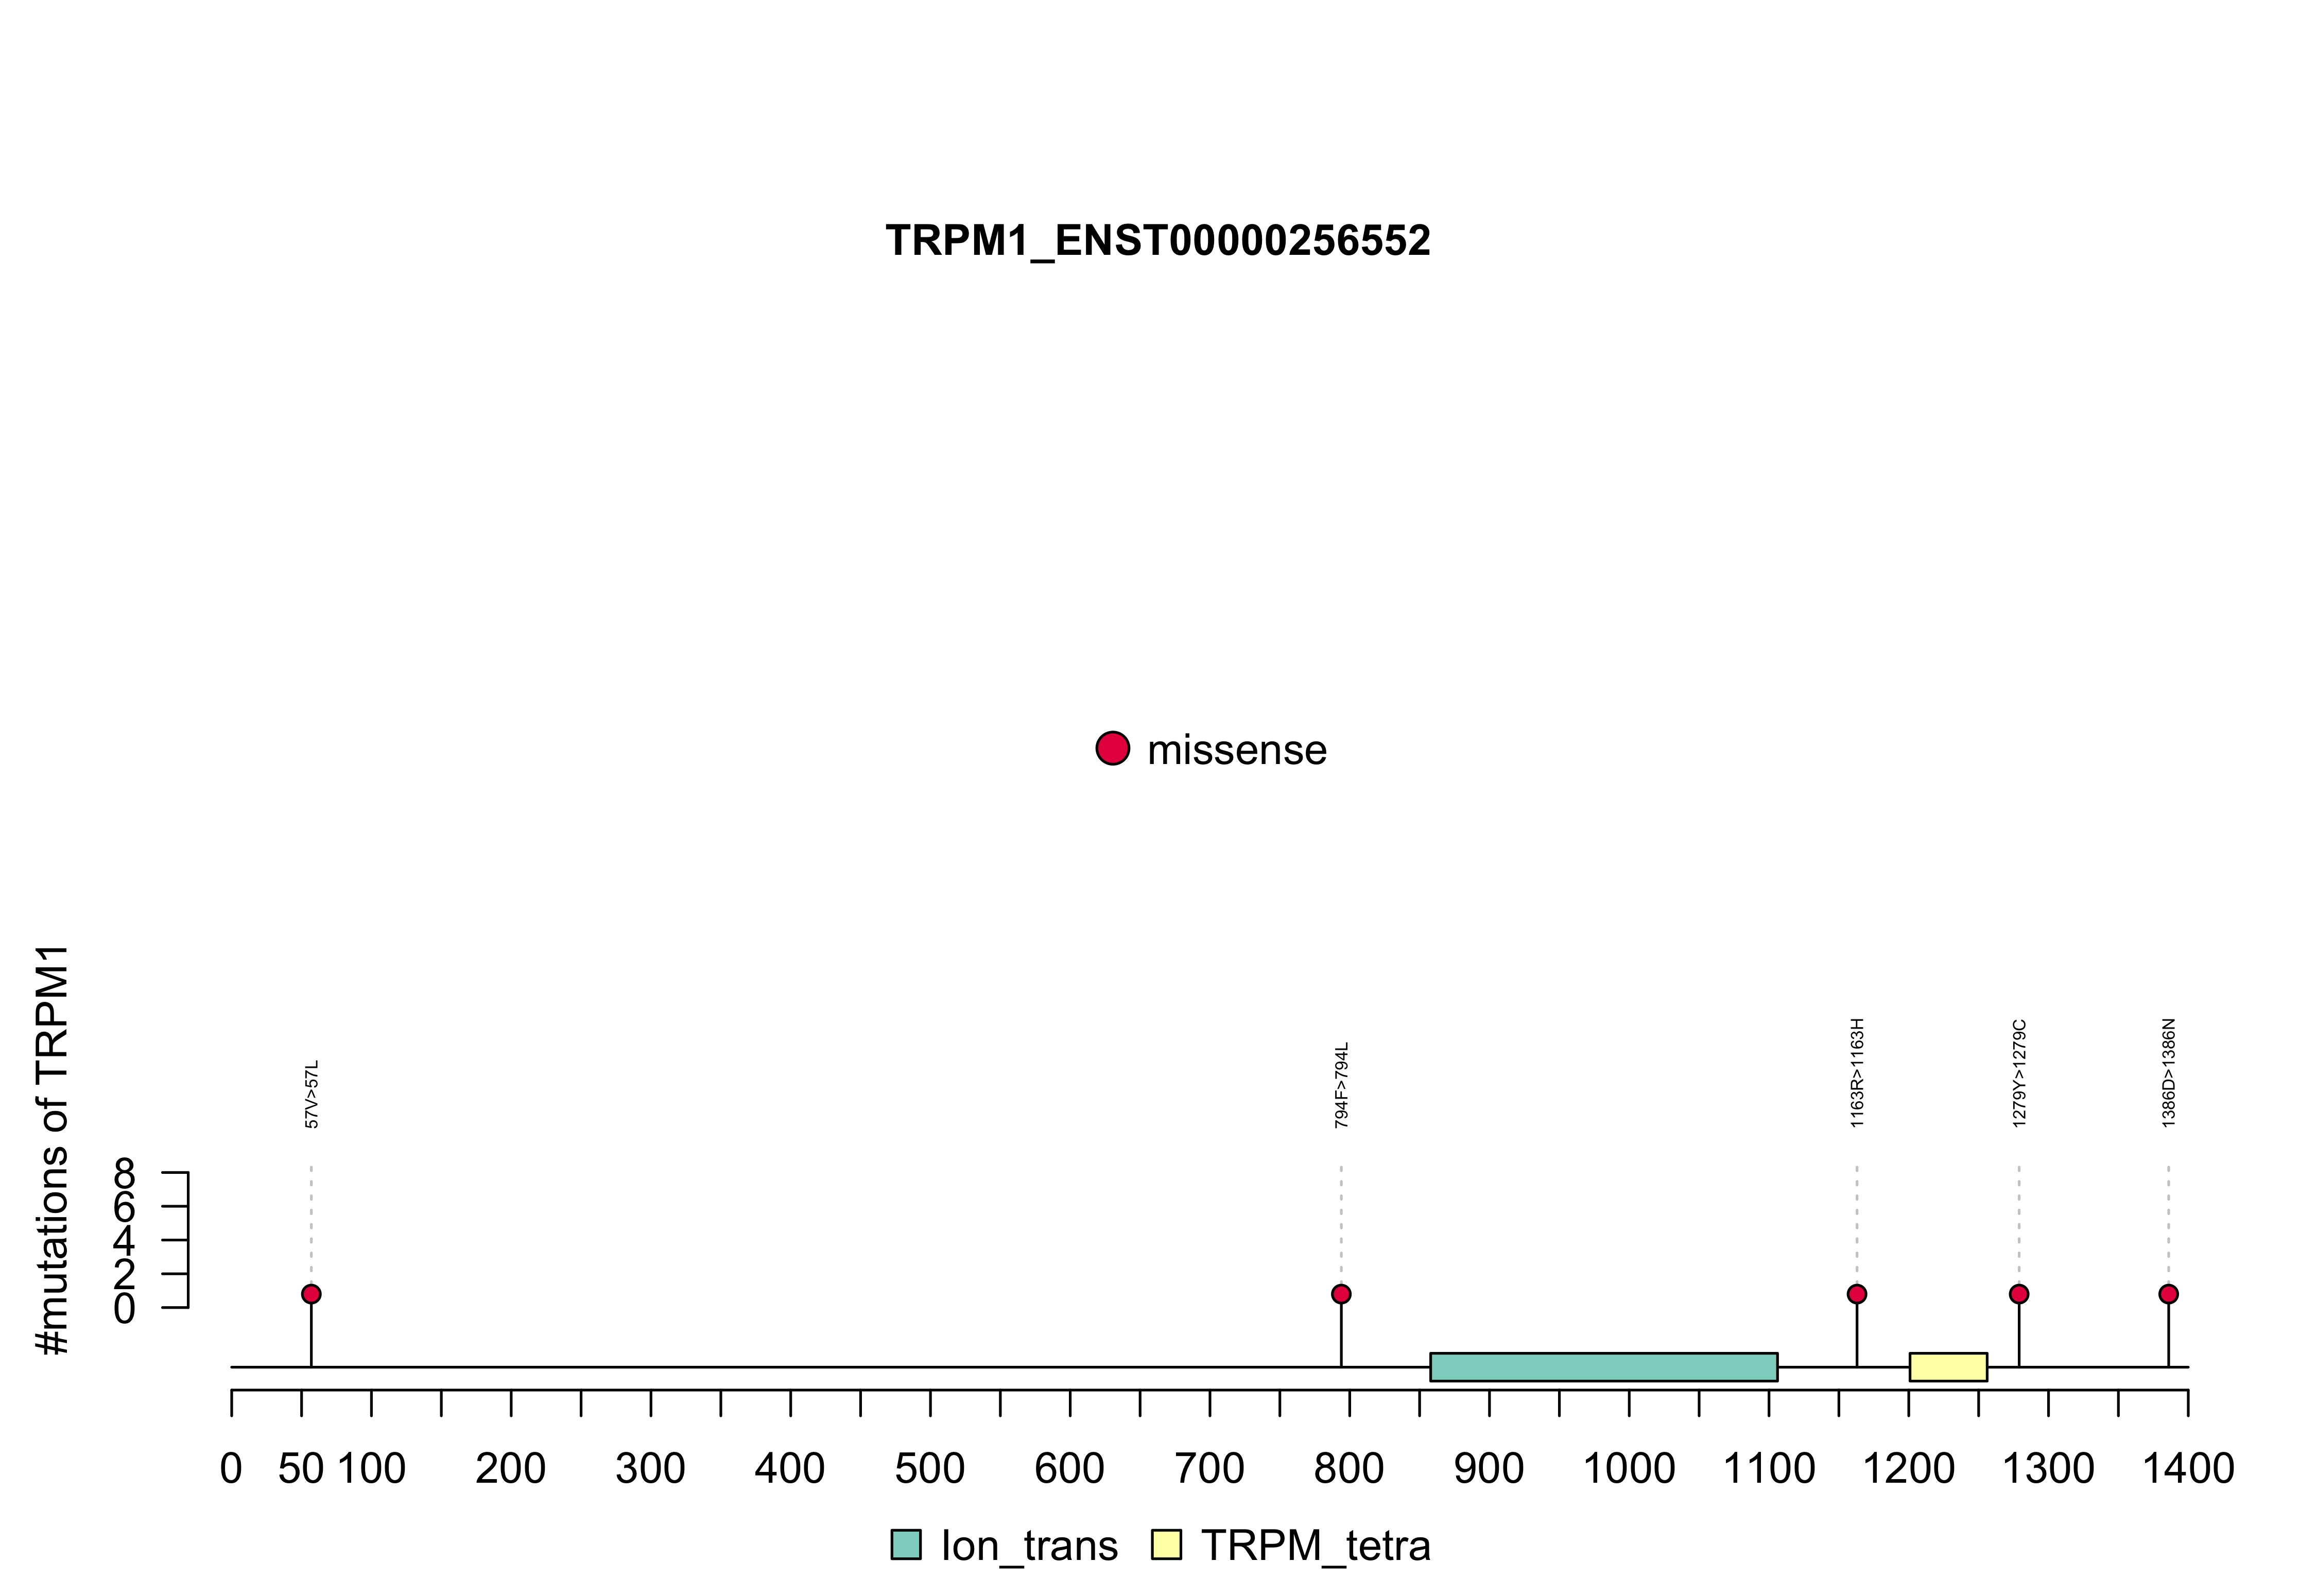 TRPM1_ENST00000256552
missense
#mutations of TRPM1
57V>57L
794F>794L
1163R>1163H
1279Y>1279C
1386D>1386N
8
6
4
2
0
0 50 100 200 300 400 500 600 700 800 900 1000 1100 1200 1300 1400
Ion_trans TRPM_tetra